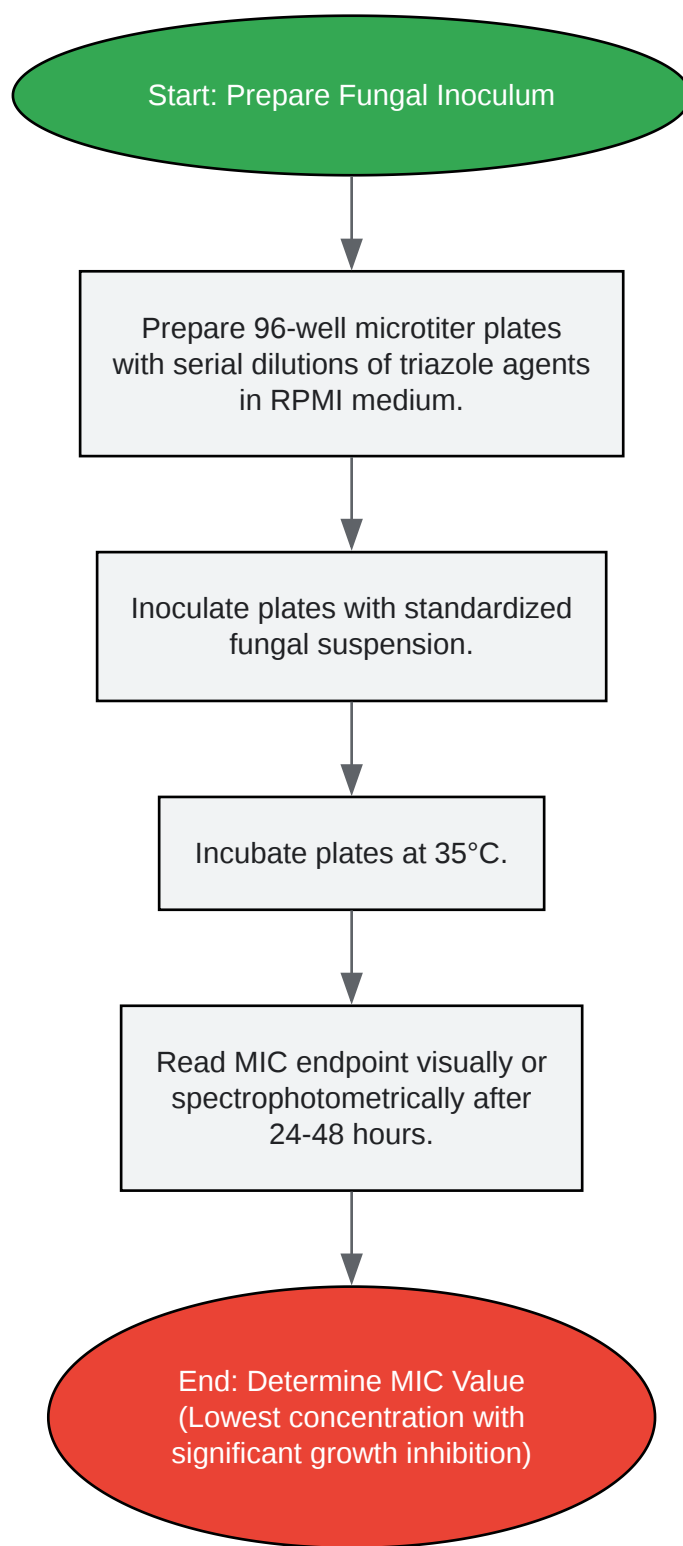 Start: Prepare Fungal Inoculum
Prepare 96-well microtiter plates
with serial dilutions of triazole agents
in RPMI medium.
Inoculate plates with standardized
fungal suspension.
Incubate plates at 35°C.
Read MIC endpoint visually or
spectrophotometrically after
24-48 hours.
End: Determine MIC Value
(Lowest concentration with
significant growth inhibition)